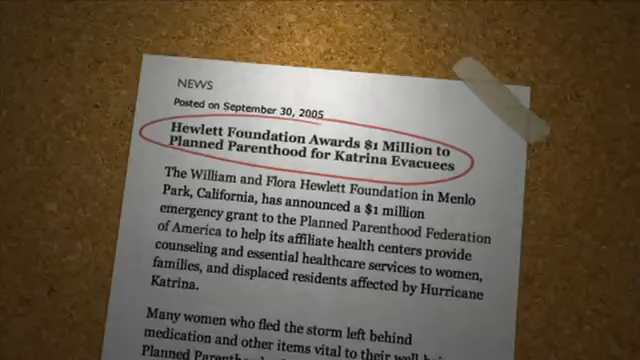 NEWS
Posted on September 30, 2005
Hewlett Foundation Awards $1 Million to
Planned Parenthood for Katrina Evacuees
The William and Flora Hewlett Foundation in Menlo
Park, California, has announced a $1 million
emergency grant to the Planned Parenthood Federation
of America to help its affiliate health centers provide
counseling and essential healthcare services to women,
families, and displaced residents affected by Hurricane
Katrina.
Many women who fled the storm left behind
medication and other items vital to their
Planned